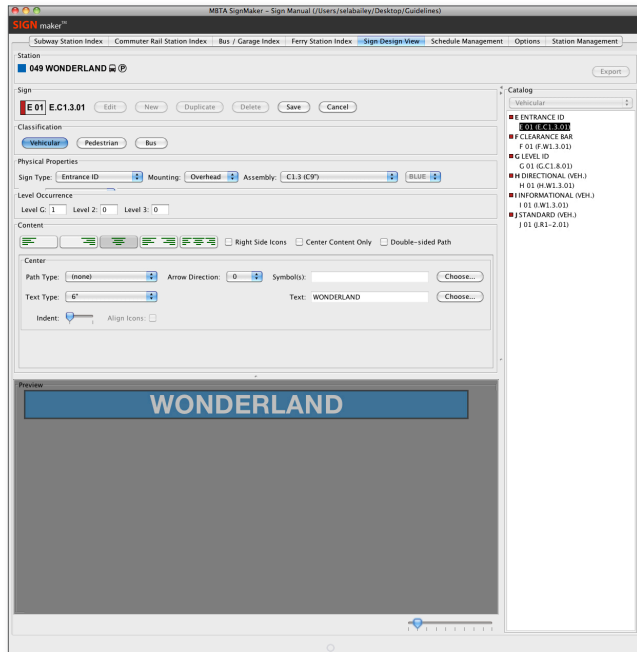 MBTA SignMaker – Sign Manual (/Users/selabailey/Desktop/Guidelines)
SIGN maker™
Subway Station Index Commuter Rail Station Index Bus / Garage Index Ferry Station Index Sign Design View Schedule Management Options Station Management
Station
049 WONDERLAND P
Export
Sign
E 01 E.C1.3.01 Edit New Duplicate Delete Save Cancel
Classification
Vehicular Pedestrian Bus
Physical Properties
Sign Type: Entrance ID Mounting: Overhead Assembly: C1.3 (C9") BLUE
Level Occurrence
Level G: 1 Level 2: 0 Level 3: 0
Content
Right Side Icons Center Content Only Double-sided Path
Center
Path Type: (none) Arrow Direction: 0 Symbol(s): Choose...
Text Type: 6" Text: WONDERLAND Choose...
Indent: Align Icons:
Preview
WONDERLAND
Catalog
Vehicular
E ENTRANCE ID
E 01 (E.C1.3.01)
F CLEARANCE BAR
F 01 (F.W1.3.01)
G LEVEL ID
G 01 (G.C1.8.01)
H DIRECTIONAL (VEH.)
H 01 (H.W1.3.01)
I INFORMATIONAL (VEH.)
I 01 (I.W1.3.01)
J STANDARD (VEH.)
J 01 (J.R1-2.01)